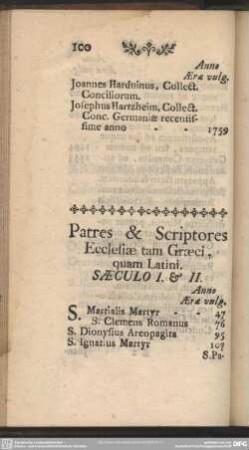 100
Anno
Æræ vulg.
Joannes Harduinus, Collect.
Conciliorum.
Josephus Hartzheim, Collect.
Conc. Germaniæ recentis-
sime anno - - 1759
Patres & Scriptores
Ecclesiæ tam Græci,
quam Latini.
SÆCULO I. & II.
Anno
Æræ vulg.
S. Martialis Martyr - - 47
S. Clemens Romanus 76
S. Dionysius Areopagita 95
S. Ignatius Martyr 107
S. Pa-